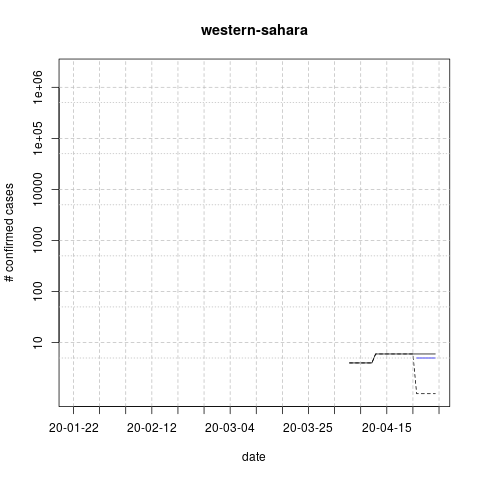 western-sahara
# confirmed cases
1e+06
1e+05
10000
1000
100
10
20-01-22
20-02-12
20-03-04
20-03-25
20-04-15
date